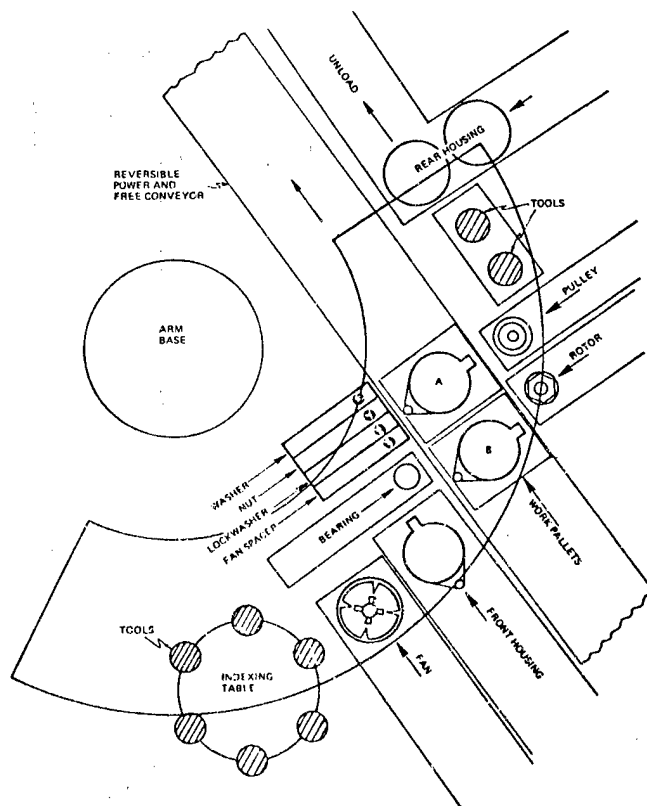 UNLOAD
REAR HOUSING
REVERSIBLE
POWER AND
FREE CONVEYOR
TOOLS
PULLEY
ROTOR
ARM
BASE
A
B
WASHER
NUT
LOCKWASHER
FAN SPACER
BEARING
WORK PALLETS
FRONT HOUSING
FAN
TOOLS
INDEXING
TABLE